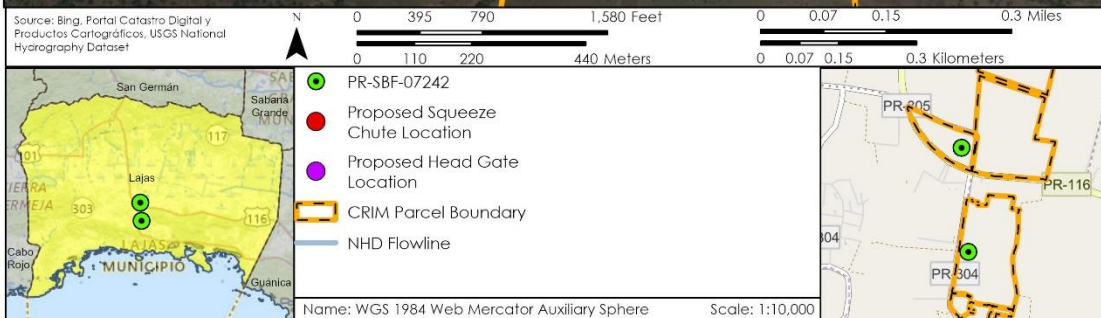 Source: Bing, Portal Catastro Digital y
Productos Cartográficos, USGS National
Hydrography Dataset
N
0 395 790 1,580 Feet
0 110 220 440 Meters
0 0.07 0.15 0.3 Miles
0 0.07 0.15 0.3 Kilometers
San Germán
Sabana
Grande
117
101
Lajas
303
116
LAJAS
MUNICIPIO
Cabo
Rojo
Guánica
PR-SBF-07242
Proposed Squeeze
Chute Location
Proposed Head Gate
Location
CRIM Parcel Boundary
NHD Flowline
Name: WGS 1984 Web Mercator Auxiliary Sphere Scale: 1:10,000
PR-305
PR-116
304
PR-304